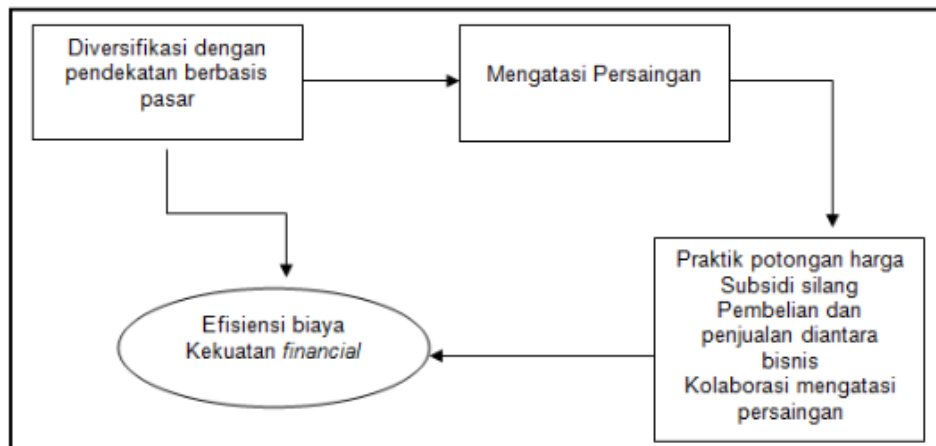 Diversifikasi dengan
pendekatan berbasis
pasar
Mengatasi Persaingan
Praktik potongan harga
Subsidi silang
Pembelian dan
penjualan diantara
bisnis
Kolaborasi mengatasi
persaingan
Efisiensi biaya
Kekuatan financial